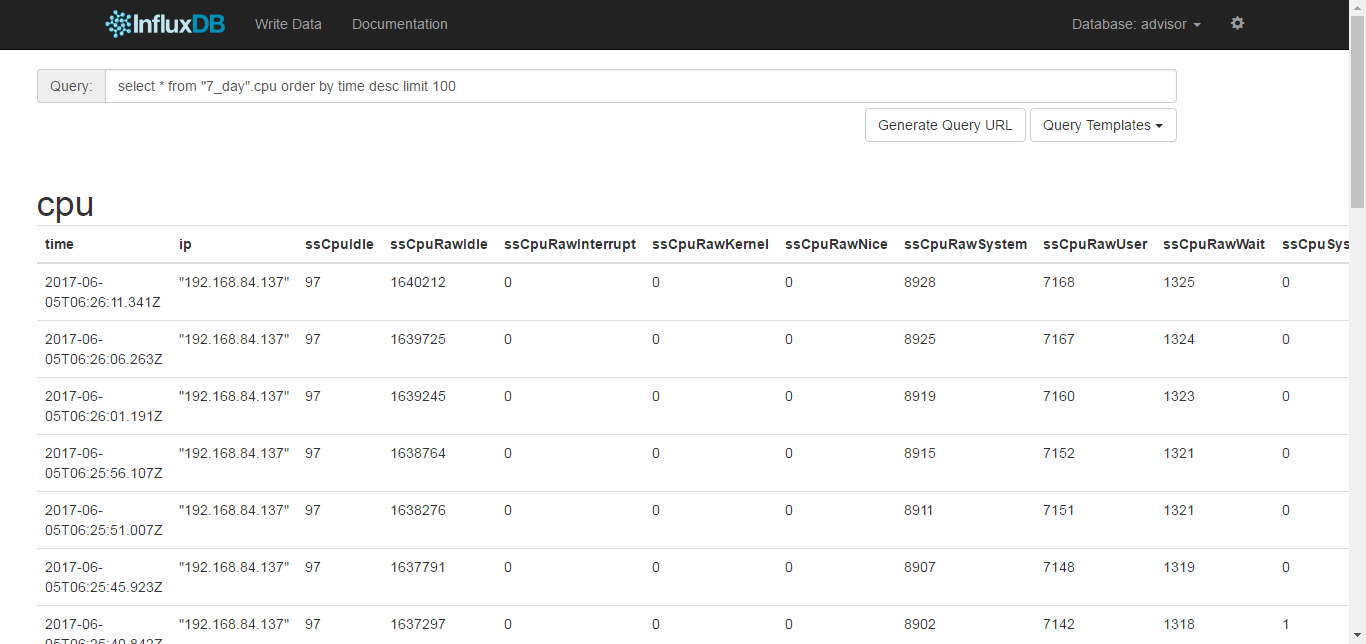 InfluxDB Write Data Documentation Database: advisor
Query: select * from "7_day".cpu order by time desc limit 100
Generate Query URL Query Templates
cpu
time ip ssCpuIdle ssCpuRawIdle ssCpuRawInterrupt ssCpuRawKernel ssCpuRawNice ssCpuRawSystem ssCpuRawUser ssCpuRawWait ssCpuSys
2017-06-
05T06:26:11.341Z "192.168.84.137" 97 1640212 0 0 0 8928 7168 1325 0
2017-06-
05T06:26:06.263Z "192.168.84.137" 97 1639725 0 0 0 8925 7167 1324 0
2017-06-
05T06:26:01.191Z "192.168.84.137" 97 1639245 0 0 0 8919 7160 1323 0
2017-06-
05T06:25:56.107Z "192.168.84.137" 97 1638764 0 0 0 8915 7152 1321 0
2017-06-
05T06:25:51.007Z "192.168.84.137" 97 1638276 0 0 0 8911 7151 1321 0
2017-06-
05T06:25:45.923Z "192.168.84.137" 97 1637791 0 0 0 8907 7148 1319 0
2017-06-
05T06:25:40.842Z "192.168.84.137" 97 1637297 0 0 0 8902 7142 1318 1